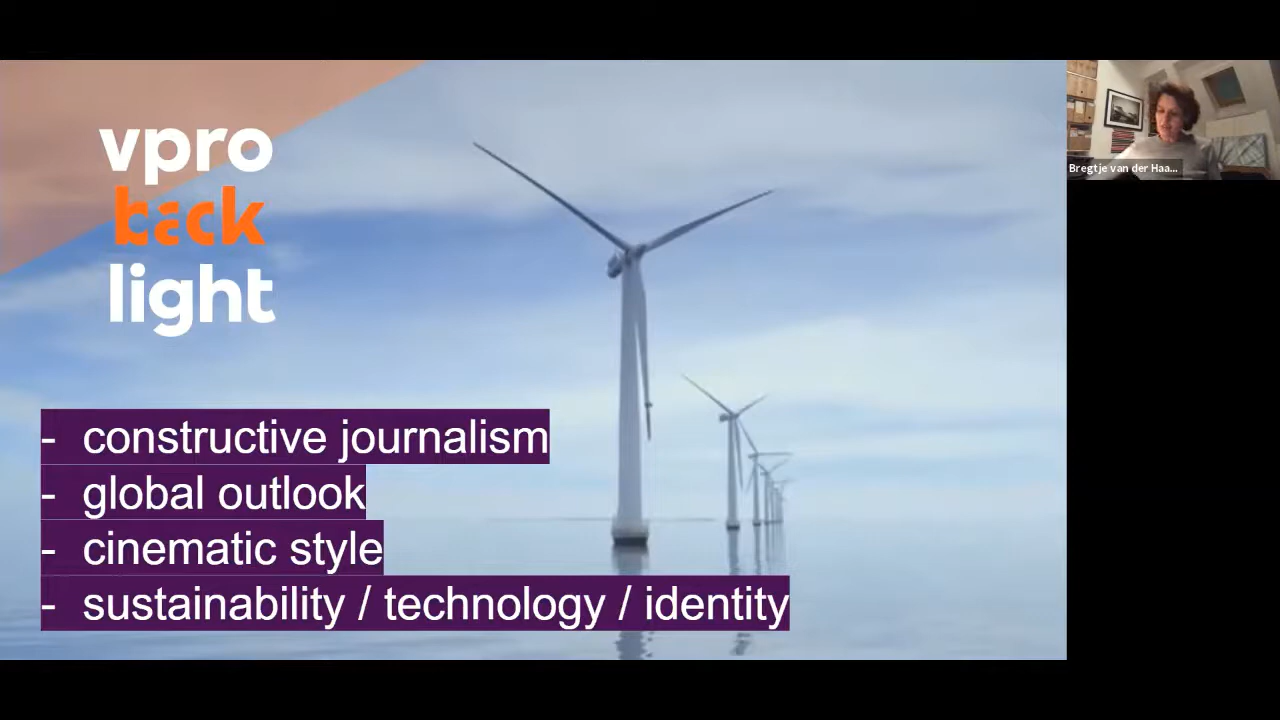 vpro
back
light
- constructive journalism
- global outlook
- cinematic style
- sustainability / technology / identity
Bregtje van der Haa...